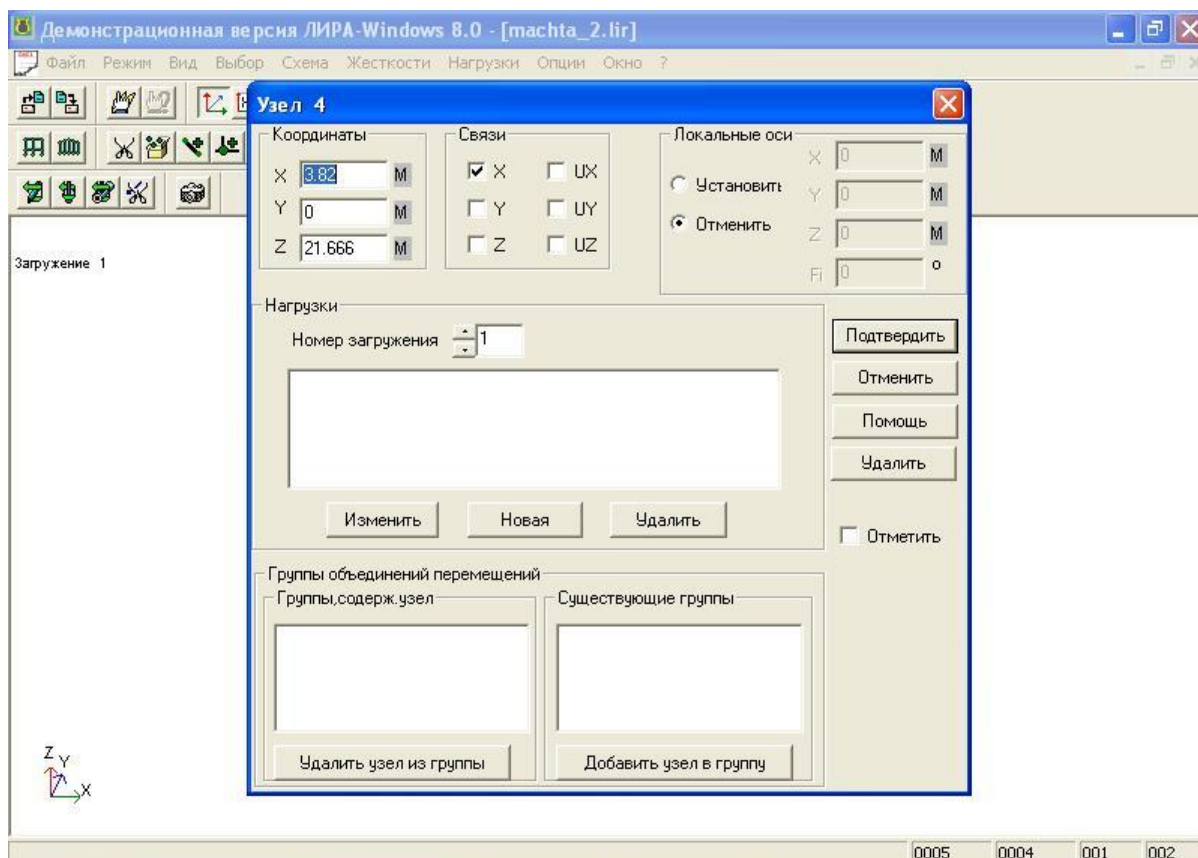 Демонстрационная версия ЛИРА-Windows 8.0 - [machta_2.lir]
Файл Режим Вид Выбор Схема Жесткости Нагрузки Опции Окно ?
Узел 4
Координаты
X 3.82 М
Y 0 М
Z 21.666 М
Связи
X UX
Y UY
Z UZ
Локальные оси
Установить
Отменить
X 0 М
Y 0 М
Z 0 М
Fi 0 °
Загружение 1
Нагрузки
Номер загружения 1
Изменить Новая Удалить
Подтвердить
Отменить
Помощь
Удалить
Отметить
Группы объединений перемещений
Группы,содерж.узел
Удалить узел из группы
Существующие группы
Добавить узел в группу
Z Y
X
0005 0004 001 002